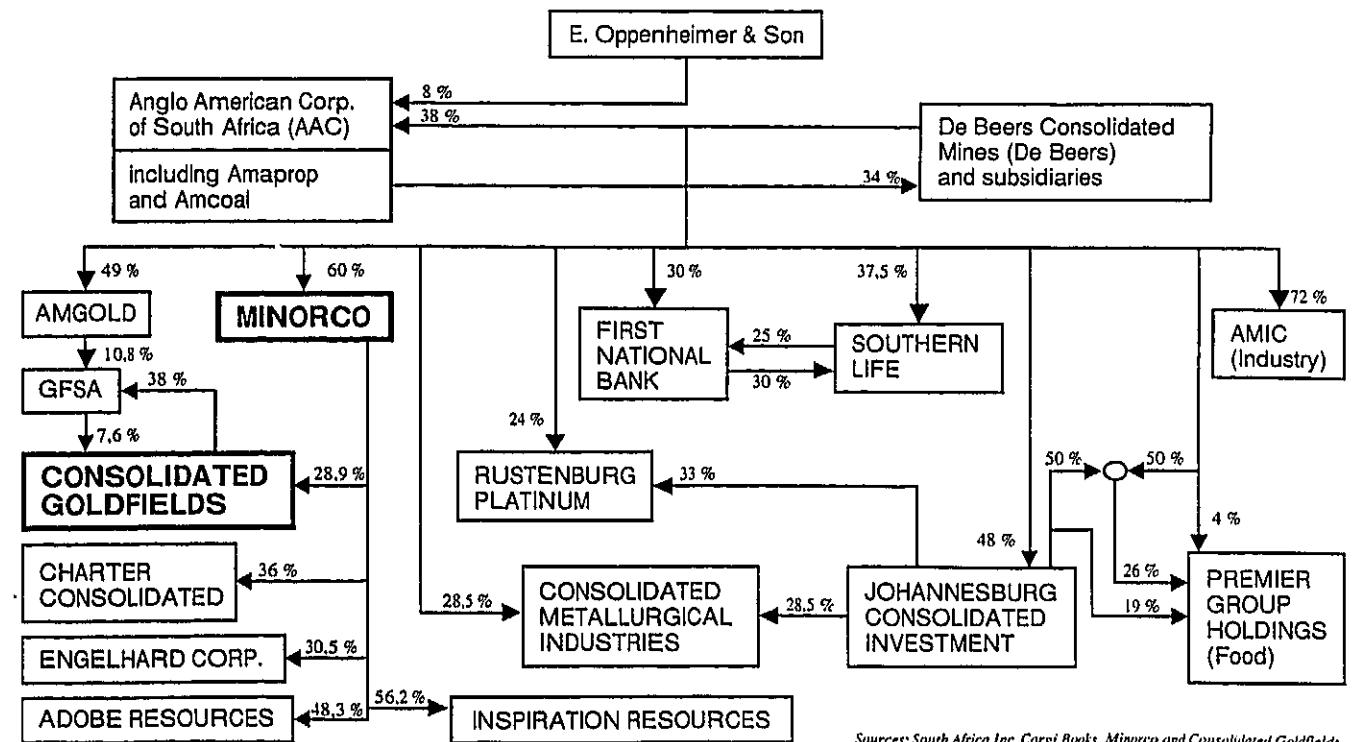 E. Oppenheimer & Son
8 %
Anglo American Corp.
of South Africa (AAC)
38 %
including Amaprop
and Amcoal
De Beers Consolidated
Mines (De Beers)
and subsidiaries
34 %
49 %
60 %
30 %
37,5 %
72 %
AMGOLD
MINORCO
FIRST
NATIONAL
BANK
25 %
30 %
SOUTHERN
LIFE
AMIC
(Industry)
10,8 %
GFSA
38 %
7,6 %
CONSOLIDATED
GOLDFIELDS
28,9 %
24 %
RUSTENBURG
PLATINUM
33 %
50 %
50 %
4 %
48 %
CHARTER
CONSOLIDATED
36 %
28,5 %
CONSOLIDATED
METALLURGICAL
INDUSTRIES
28,5 %
JOHANNESBURG
CONSOLIDATED
INVESTMENT
26 %
19 %
PREMIER
GROUP
HOLDINGS
(Food)
ENGELHARD CORP.
30,5 %
ADOBE RESOURCES
48,3 %
56,2 %
INSPIRATION RESOURCES
Sources: South Africa Inc, Corgi Books, Minorco and Consolidated Goldfields